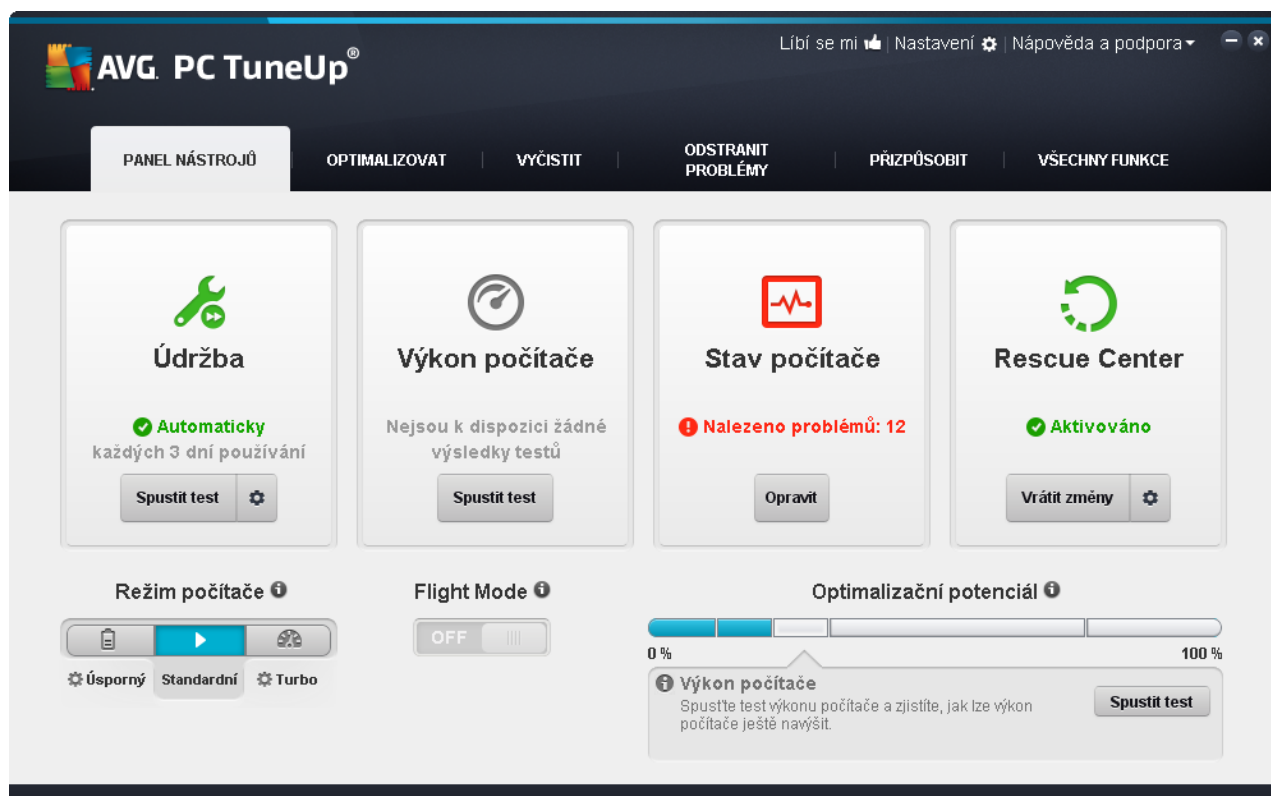 Líbí se mi | Nastavení | Nápověda a podpora
AVG. PC TuneUp®
PANEL NÁSTROJŮ
OPTIMALIZOVAT
VYČISTIT
ODSTRANIT
PROBLÉMY
PŘIZPŮSOBIT
VŠECHNY FUNKCE
Údržba
Automaticky
každých 3 dní používání
Spustit test
Výkon počítače
Nejsou k dispozici žádné
výsledky testů
Spustit test
Stav počítače
Nalezeno problémů: 12
Opravit
Rescue Center
Aktivováno
Vrátit změny
Režim počítače
Úsporný
Standardní
Turbo
Flight Mode
OFF
Optimalizační potenciál
0 %
100 %
Výkon počítače
Spusťte test výkonu počítače a zjistíte, jak lze výkon
počítače ještě navýšit.
Spustit test